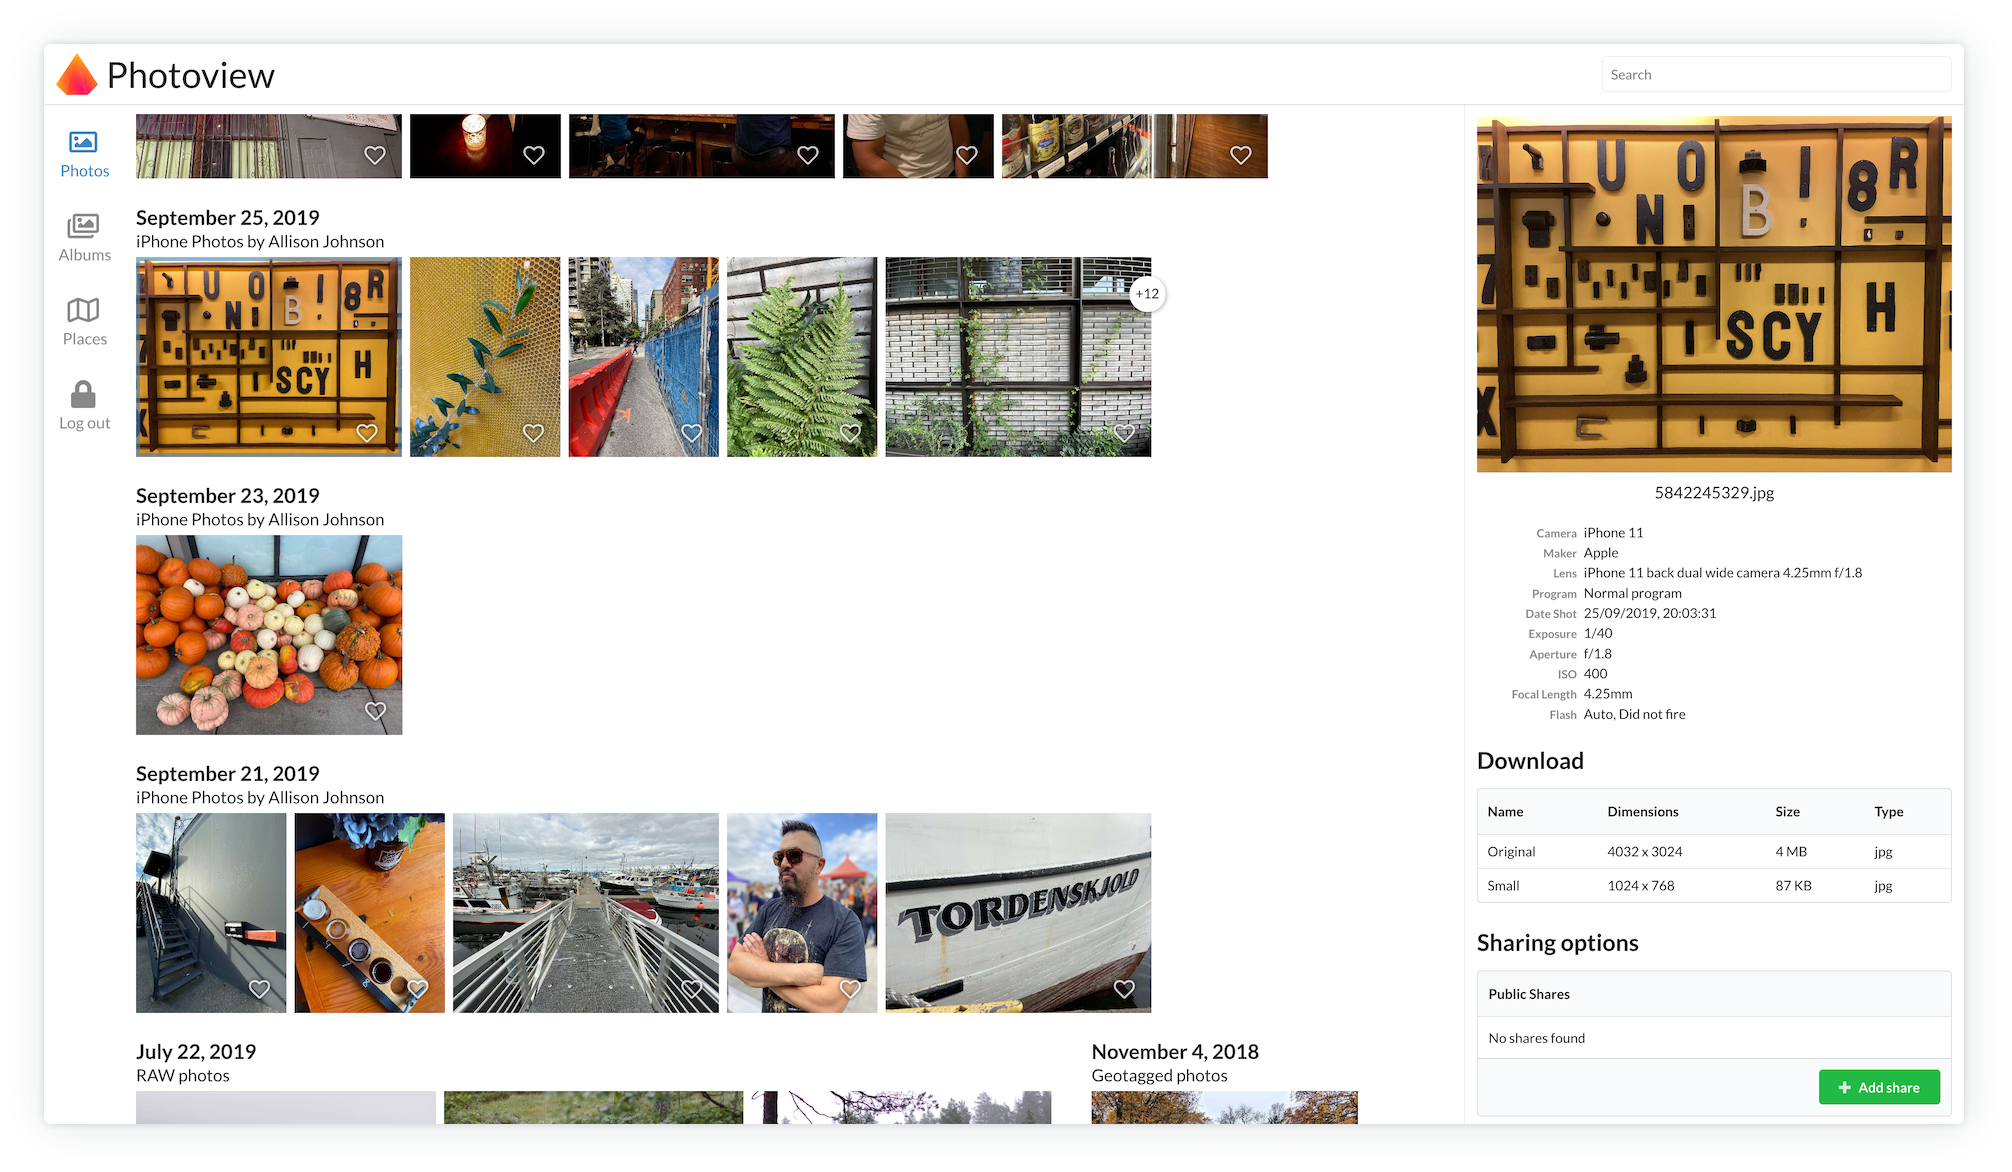 Photoview
Search
Photos
Albums
Places
Log out
September 25, 2019
iPhone Photos by Allison Johnson
U O B I 8 R
N I
SCY H
+12
September 23, 2019
iPhone Photos by Allison Johnson
September 21, 2019
iPhone Photos by Allison Johnson
TORDENSKJOLD
July 22, 2019
RAW photos
November 4, 2018
Geotagged photos
U O I 8 R
N I B
7
I SCY H
X
5842245329.jpg
Camera iPhone 11
Maker Apple
Lens iPhone 11 back dual wide camera 4.25mm f/1.8
Program Normal program
Date Shot 25/09/2019, 20:03:31
Exposure 1/40
Aperture f/1.8
ISO 400
Focal Length 4.25mm
Flash Auto, Did not fire
Download
Name Dimensions Size Type
Original 4032 x 3024 4 MB jpg
Small 1024 x 768 87 KB jpg
Sharing options
Public Shares
No shares found
Add share